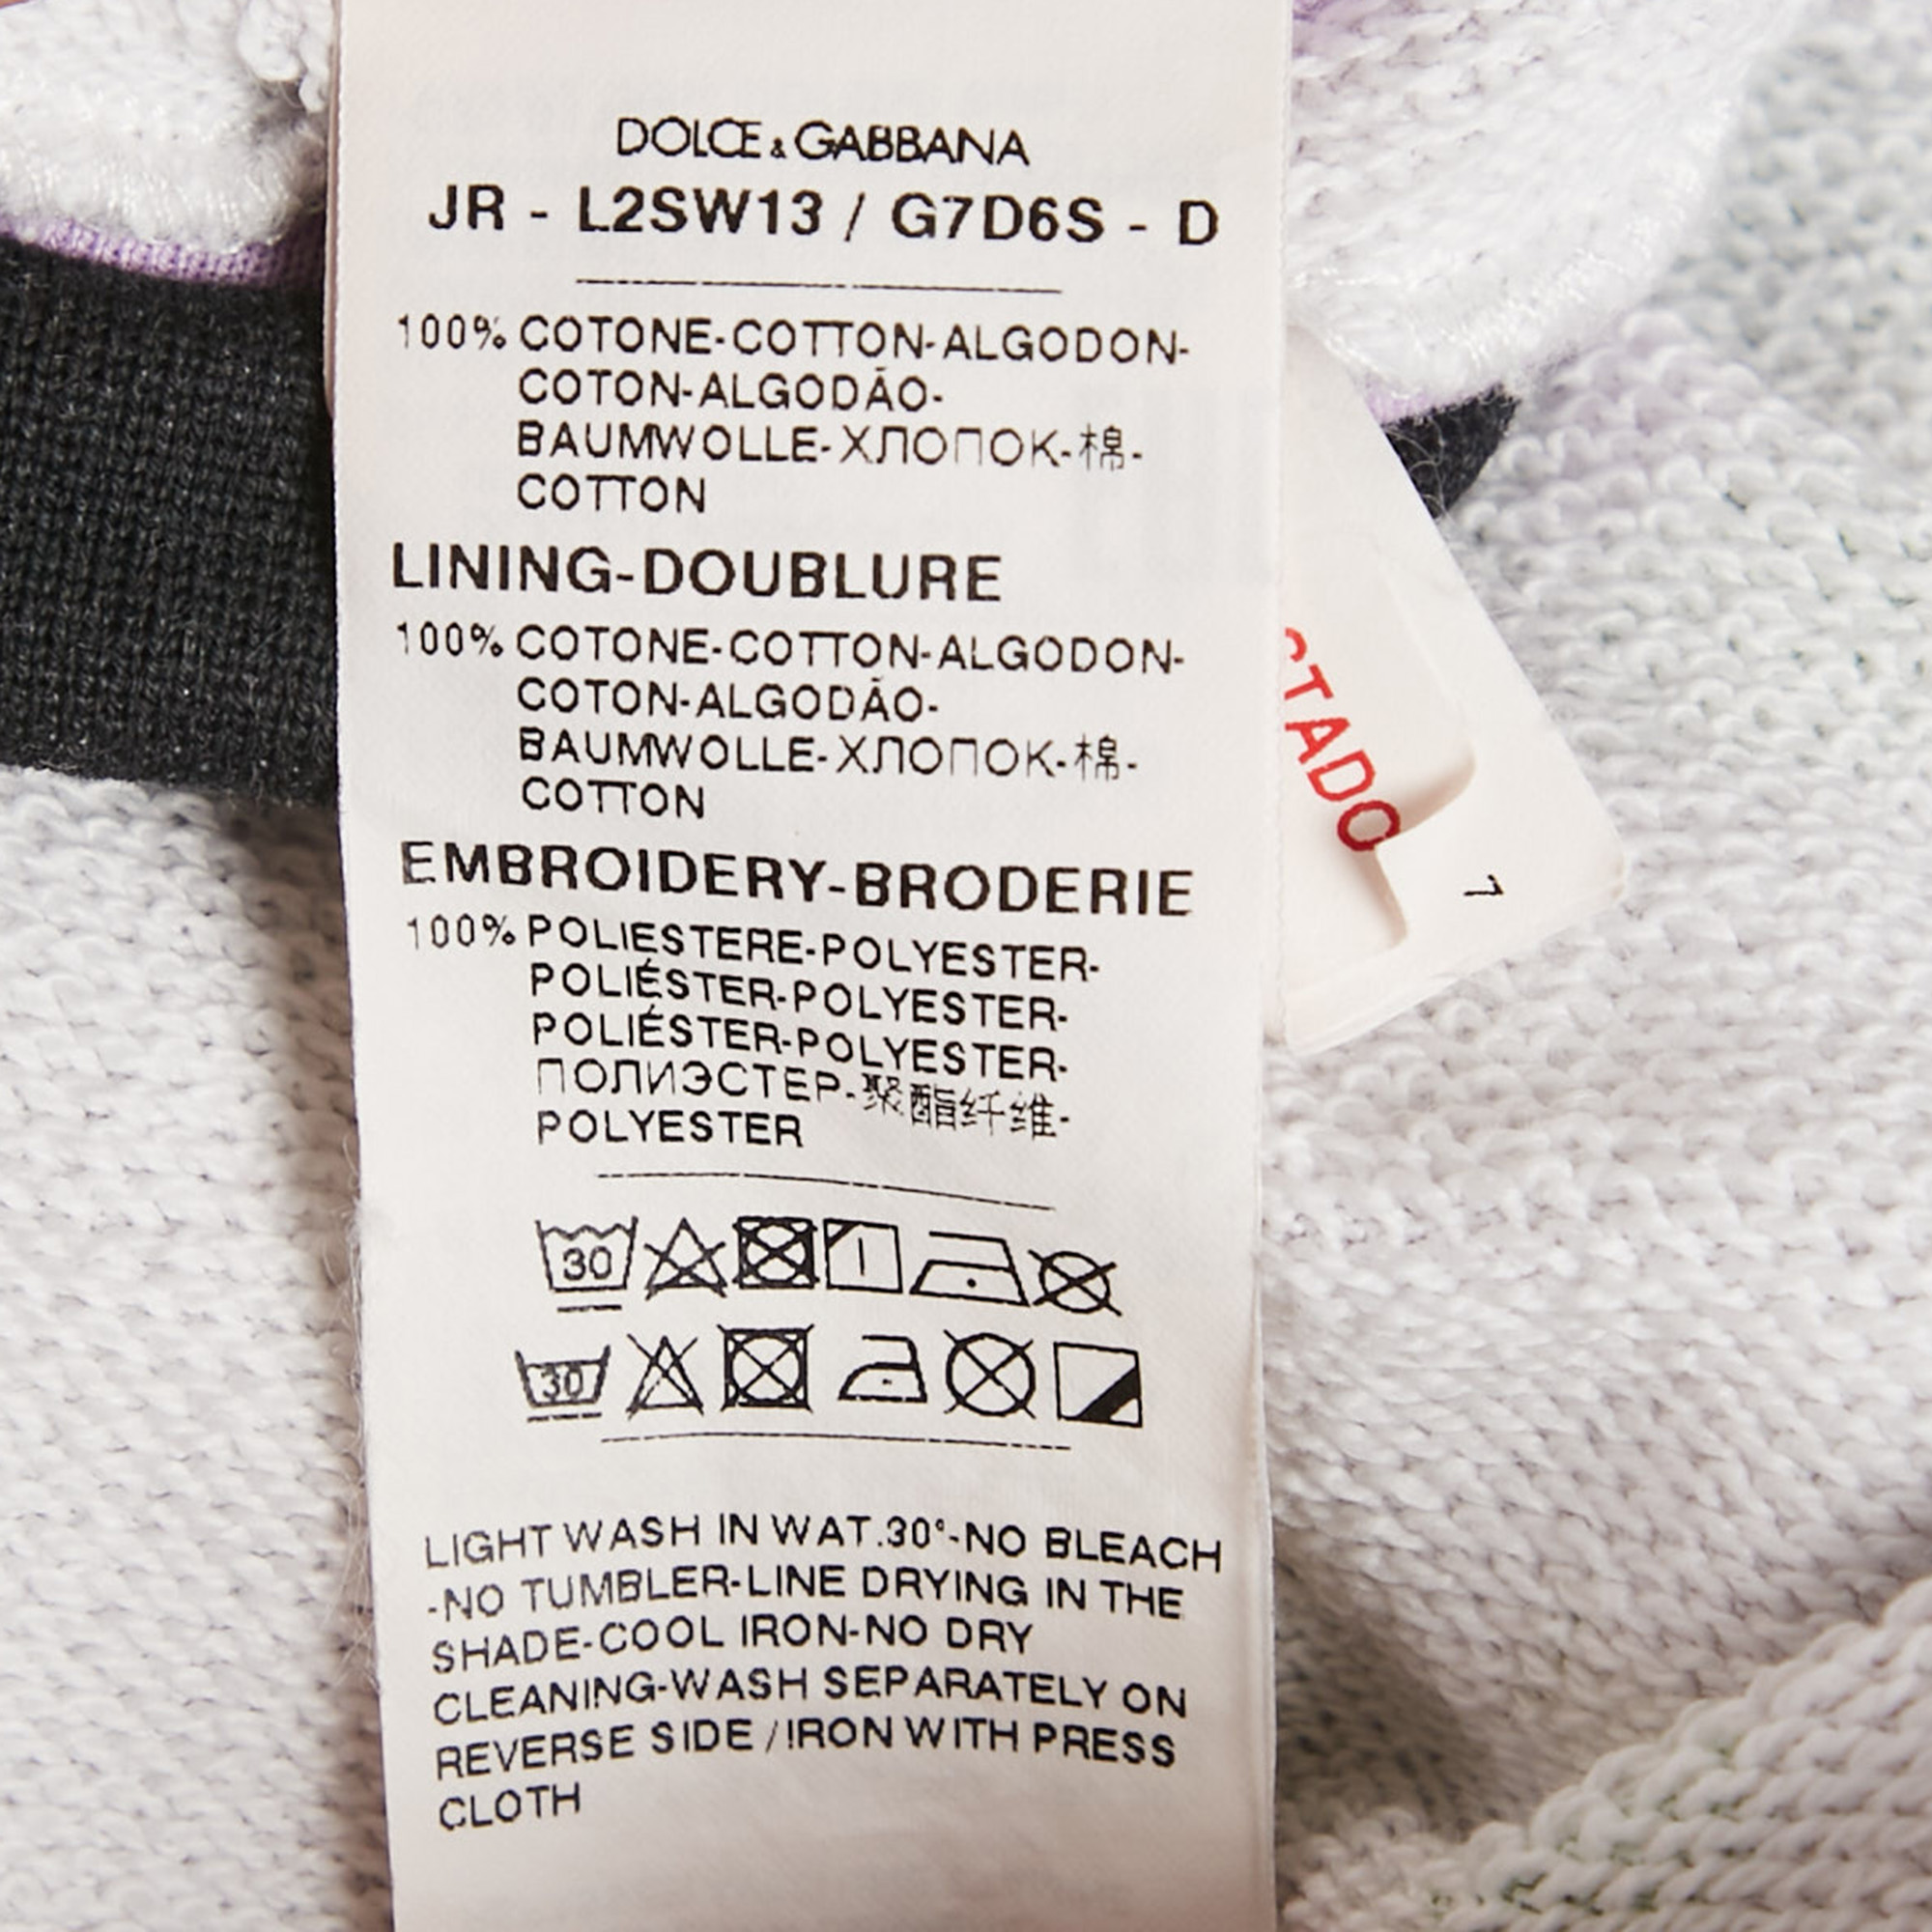 DOLCE & GABBANA
JR - L2SW13 / G7D6S - D
100% COTONE-COTTON-ALGODON-
COTON-ALGODÃO-
BAUMWOLLE-ХЛОПОК-棉-
COTTON
LINING-DOUBLURE
100% COTONE-COTTON-ALGODON-
COTON-ALGODÃO-
BAUMWOLLE-ХЛОПОК-棉-
COTTON
EMBROIDERY-BRODERIE
100% POLIESTERE-POLYESTER-
POLIÉSTER-POLYESTER-
POLIÉSTER-POLYESTER-
ПОЛИЭСТЕР-聚酯纤维-
POLYESTER
30
30
LIGHT WASH IN WAT.30°-NO BLEACH
-NO TUMBLER-LINE DRYING IN THE
SHADE-COOL IRON-NO DRY
CLEANING-WASH SEPARATELY ON
REVERSE SIDE / IRON WITH PRESS
CLOTH
TADO